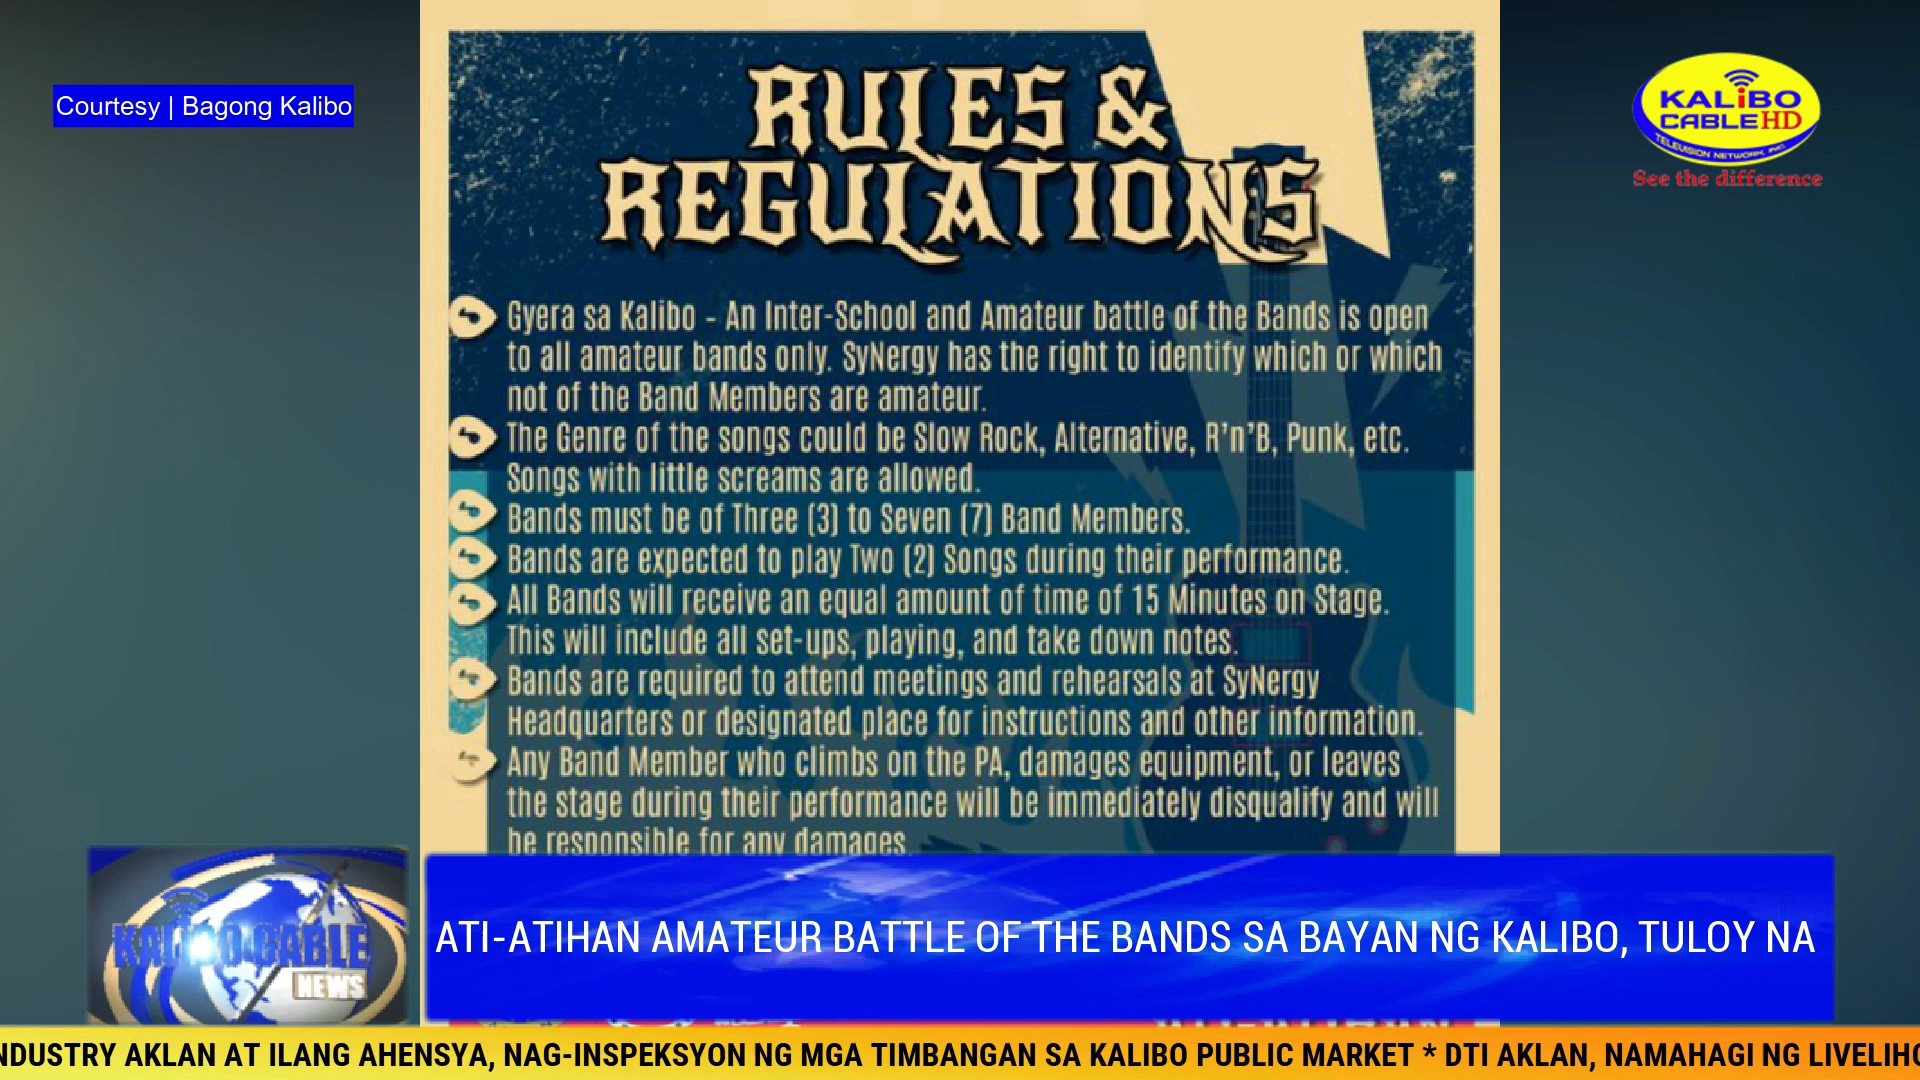 Courtesy | Bagong Kalibo
KALiBO
CABLE HD
TELEVISION NETWORK, INC.
See the difference
RULES &
REGULATIONS
Gyera sa Kalibo - An Inter-School and Amateur battle of the Bands is open
to all amateur bands only. SyNergy has the right to identify which or which
not of the Band Members are amateur.
The Genre of the songs could be Slow Rock, Alternative, R'n'B, Punk, etc.
Songs with little screams are allowed.
Bands must be of Three (3) to Seven (7) Band Members.
Bands are expected to play Two (2) Songs during their performance.
All Bands will receive an equal amount of time of 15 Minutes on Stage.
This will include all set-ups, playing, and take down notes.
Bands are required to attend meetings and rehearsals at SyNergy
Headquarters or designated place for instructions and other information.
Any Band Member who climbs on the PA, damages equipment, or leaves
the stage during their performance will be immediately disqualify and will
be responsible for any damages.
KALIBO CABLE
NEWS
ATI-ATIHAN AMATEUR BATTLE OF THE BANDS SA BAYAN NG KALIBO, TULOY NA
NDUSTRY AKLAN AT ILANG AHENSYA, NAG-INSPEKSYON NG MGA TIMBANGAN SA KALIBO PUBLIC MARKET * DTI AKLAN, NAMAHAGI NG LIVELIHO